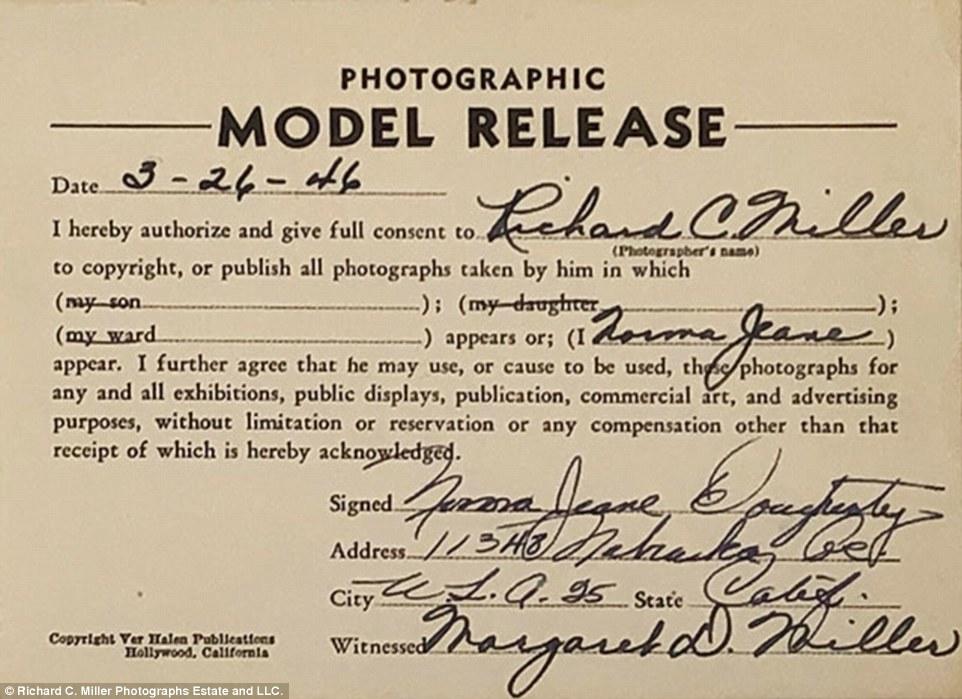 PHOTOGRAPHIC
MODEL RELEASE
Date 3-26-46
I hereby authorize and give full consent to Richard C. Miller
(Photographer's name)
to copyright, or publish all photographs taken by him in which
(my son ); (my daughter );
(my ward ) appears or; (I Norma Jeane )
appear. I further agree that he may use, or cause to be used, these photographs for
any and all exhibitions, public displays, publication, commercial art, and advertising
purposes, without limitation or reservation or any compensation other than that
receipt of which is hereby acknowledged.
Signed Norma Jeane Dougherty
Address 11348 Nebraska
City W. L. A. 25 State Calif.
Witnessed Margaret D. Miller
Copyright Ver Halen Publications
Hollywood, California
© Richard C. Miller Photographs Estate and LLC.